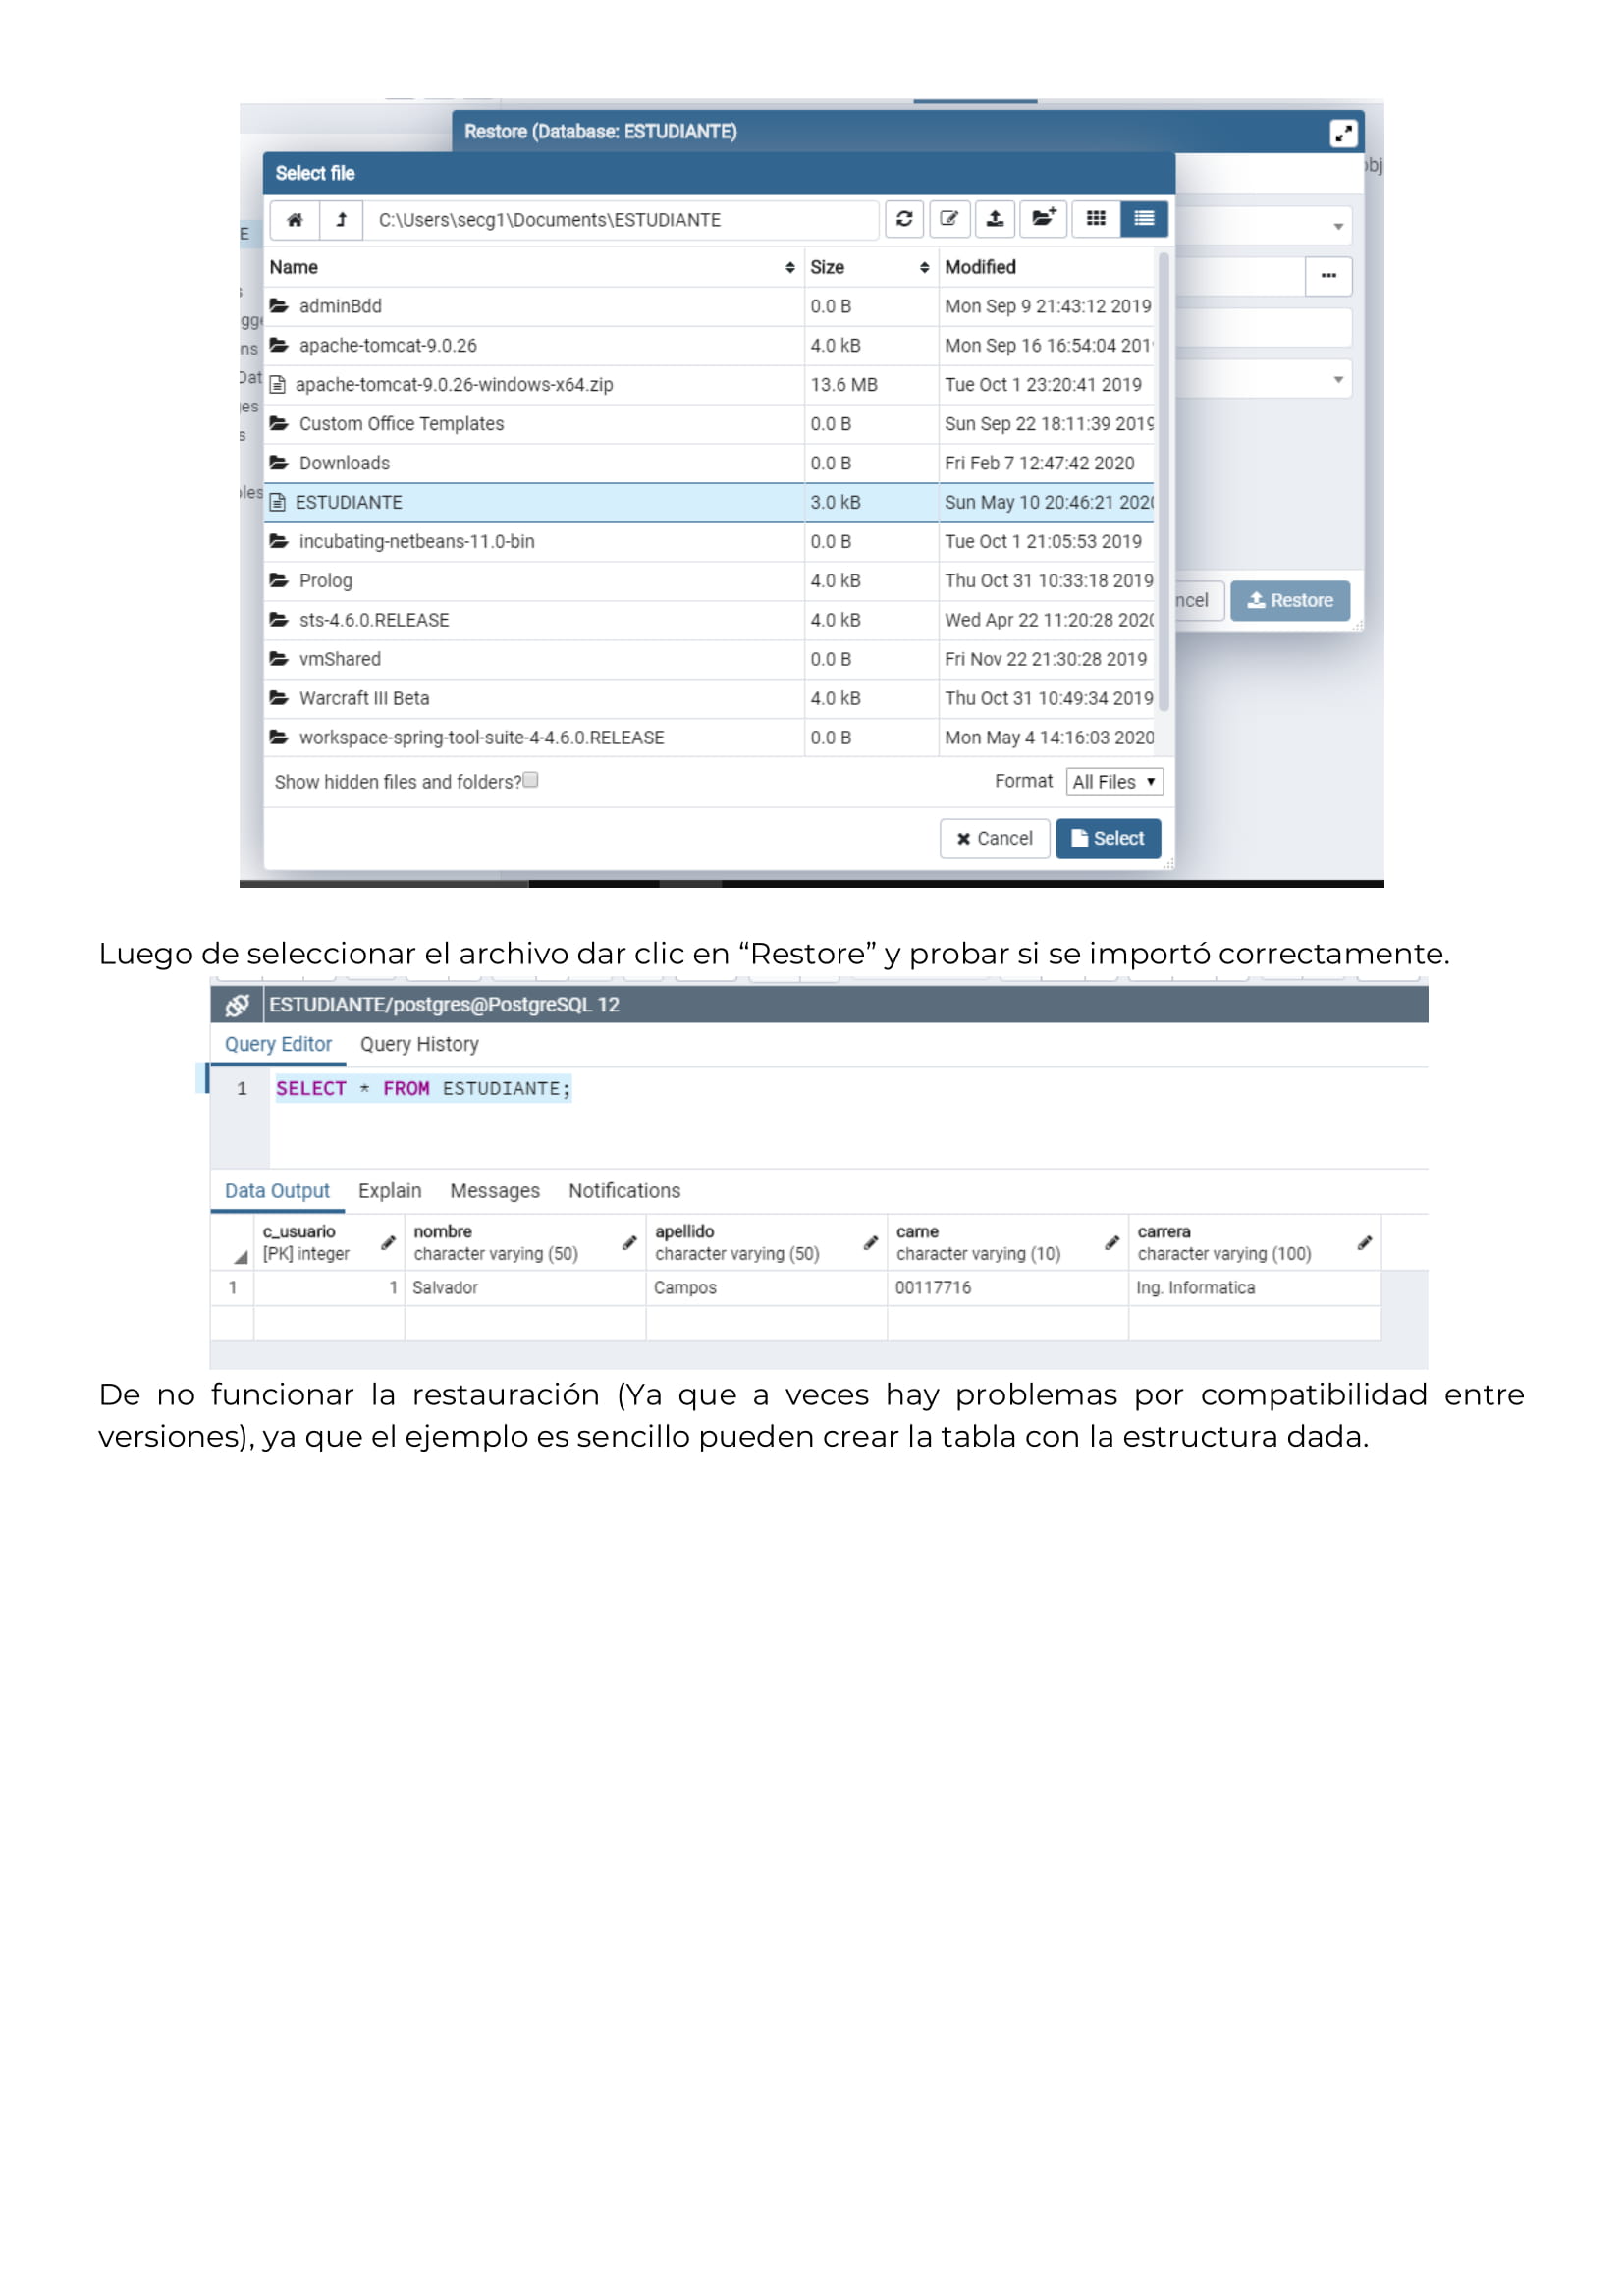 Restore (Database: ESTUDIANTE)
Select file
C:\Users\secg1\Documents\ESTUDIANTE
Name Size Modified
adminBdd 0.0 B Mon Sep 9 21:43:12 2019
apache-tomcat-9.0.26 4.0 kB Mon Sep 16 16:54:04 201
apache-tomcat-9.0.26-windows-x64.zip 13.6 MB Tue Oct 1 23:20:41 2019
Custom Office Templates 0.0 B Sun Sep 22 18:11:39 2019
Downloads 0.0 B Fri Feb 7 12:47:42 2020
ESTUDIANTE 3.0 kB Sun May 10 20:46:21 2020
incubating-netbeans-11.0-bin 0.0 B Tue Oct 1 21:05:53 2019
Prolog 4.0 kB Thu Oct 31 10:33:18 2019
sts-4.6.0.RELEASE 4.0 kB Wed Apr 22 11:20:28 2020
vmShared 0.0 B Fri Nov 22 21:30:28 2019
Warcraft III Beta 4.0 kB Thu Oct 31 10:49:34 2019
workspace-spring-tool-suite-4-4.6.0.RELEASE 0.0 B Mon May 4 14:16:03 2020
Show hidden files and folders? Format All Files
Cancel Select
ncel Restore
Luego de seleccionar el archivo dar clic en “Restore” y probar si se importó correctamente.
ESTUDIANTE/postgres@PostgreSQL 12
Query Editor Query History
1 SELECT * FROM ESTUDIANTE;
Data Output Explain Messages Notifications
c_usuario nombre apellido carne carrera
[PK] integer character varying (50) character varying (50) character varying (10) character varying (100)
1 1 Salvador Campos 00117716 Ing. Informatica
De no funcionar la restauración (Ya que a veces hay problemas por compatibilidad entre
versiones), ya que el ejemplo es sencillo pueden crear la tabla con la estructura dada.